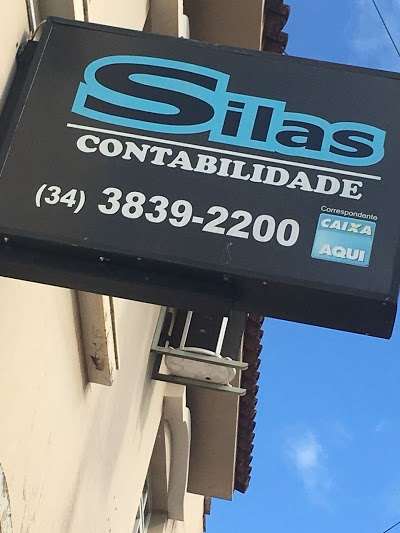 Silas
CONTABILIDADE
(34) 3839-2200
Correspondente
CAIXA
AQUI